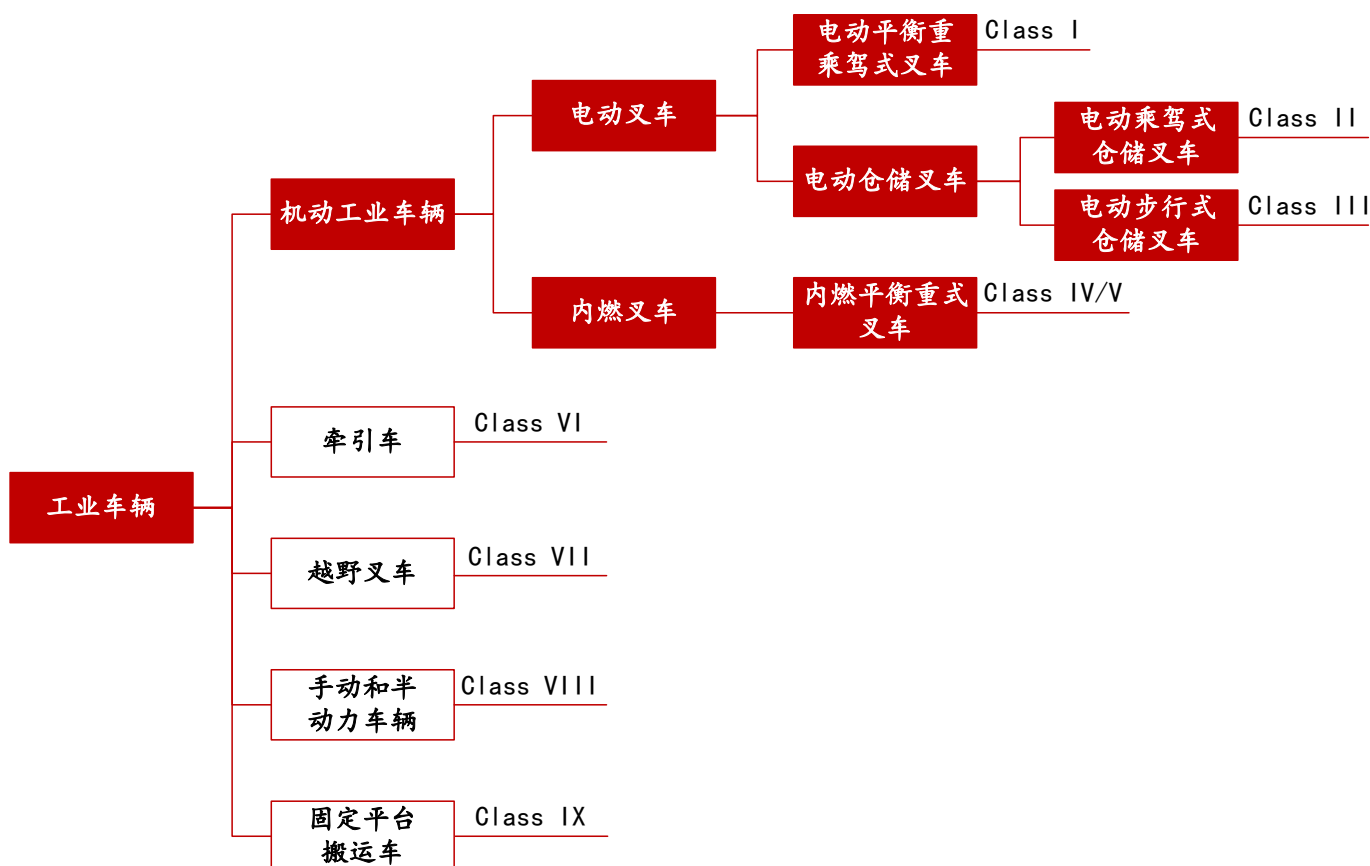 工业车辆
机动工业车辆
电动叉车
电动平衡重
乘驾式叉车
Class I
电动仓储叉车
电动乘驾式
仓储叉车
Class II
电动步行式
仓储叉车
Class III
内燃叉车
内燃平衡重式
叉车
Class IV/V
牵引车
Class VI
越野叉车
Class VII
手动和半
动力车辆
Class VIII
固定平台
搬运车
Class IX